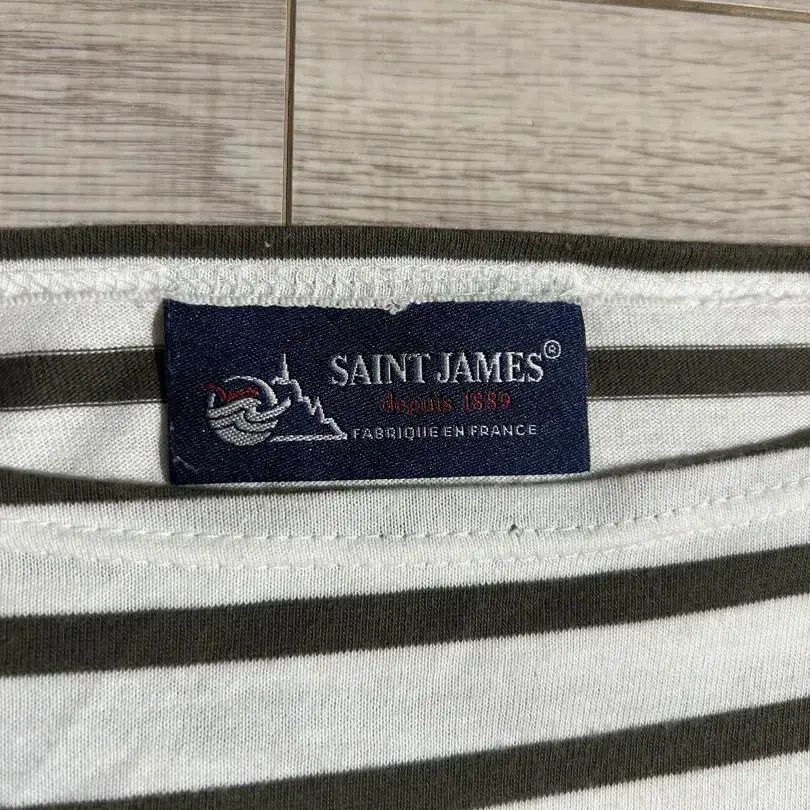 SAINT JAMES®
depuis 1889
FABRIQUE EN FRANCE